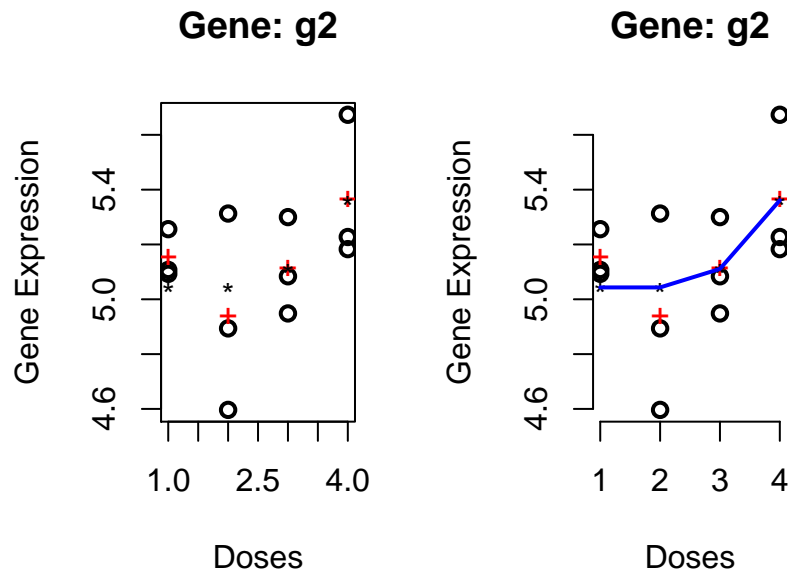 Gene: g2
Gene Expression
4.6 5.0 5.4
1.0 2.5 4.0
Doses
Gene: g2
Gene Expression
4.6 5.0 5.4
1 2 3 4
Doses